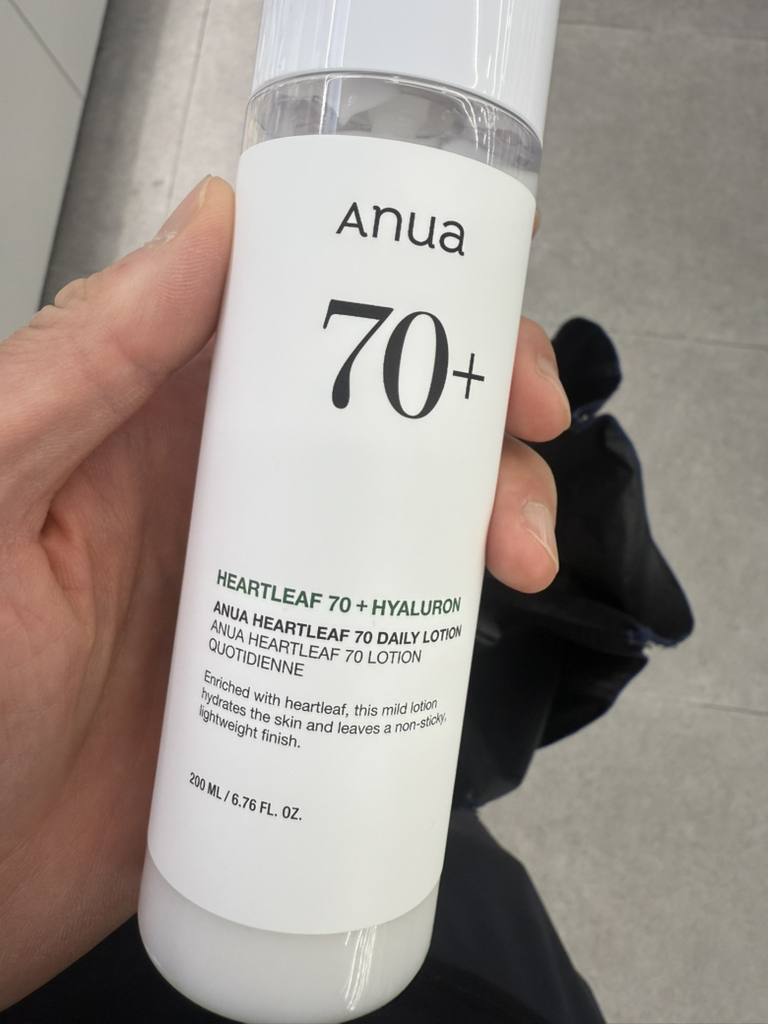 Anua
70+
HEARTLEAF 70 + HYALURON
ANUA HEARTLEAF 70 DAILY LOTION
ANUA HEARTLEAF 70 LOTION
QUOTIDIENNE
Enriched with heartleaf, this mild lotion
hydrates the skin and leaves a non-sticky,
lightweight finish.
200 ML / 6.76 FL. OZ.